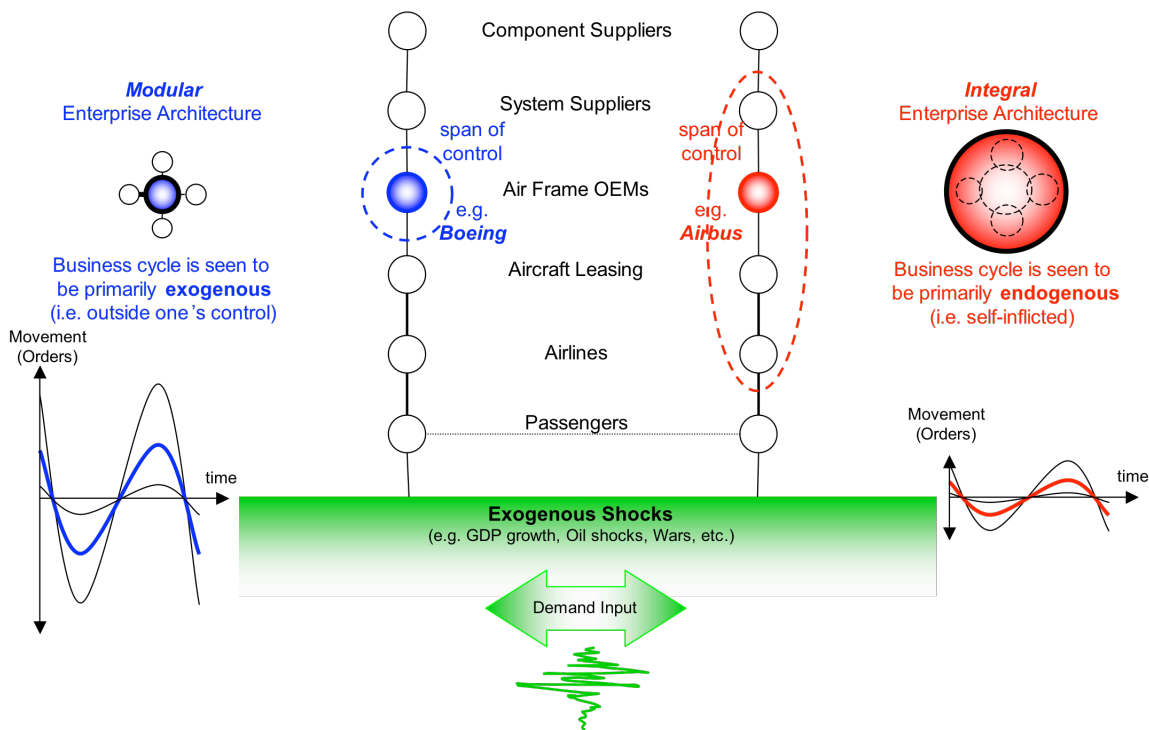 Component Suppliers
Modular
Enterprise Architecture
System Suppliers
span of
control
span of
control
Integral
Enterprise Architecture
Air Frame OEMs
e.g.
Boeing
e.g.
Airbus
Business cycle is seen to
be primarily exogenous
(i.e. outside one's control)
Aircraft Leasing
Business cycle is seen to
be primarily endogenous
(i.e. self-inflicted)
Movement
(Orders)
time
Airlines
Passengers
Movement
(Orders)
time
Exogenous Shocks
(e.g. GDP growth, Oil shocks, Wars, etc.)
Demand Input